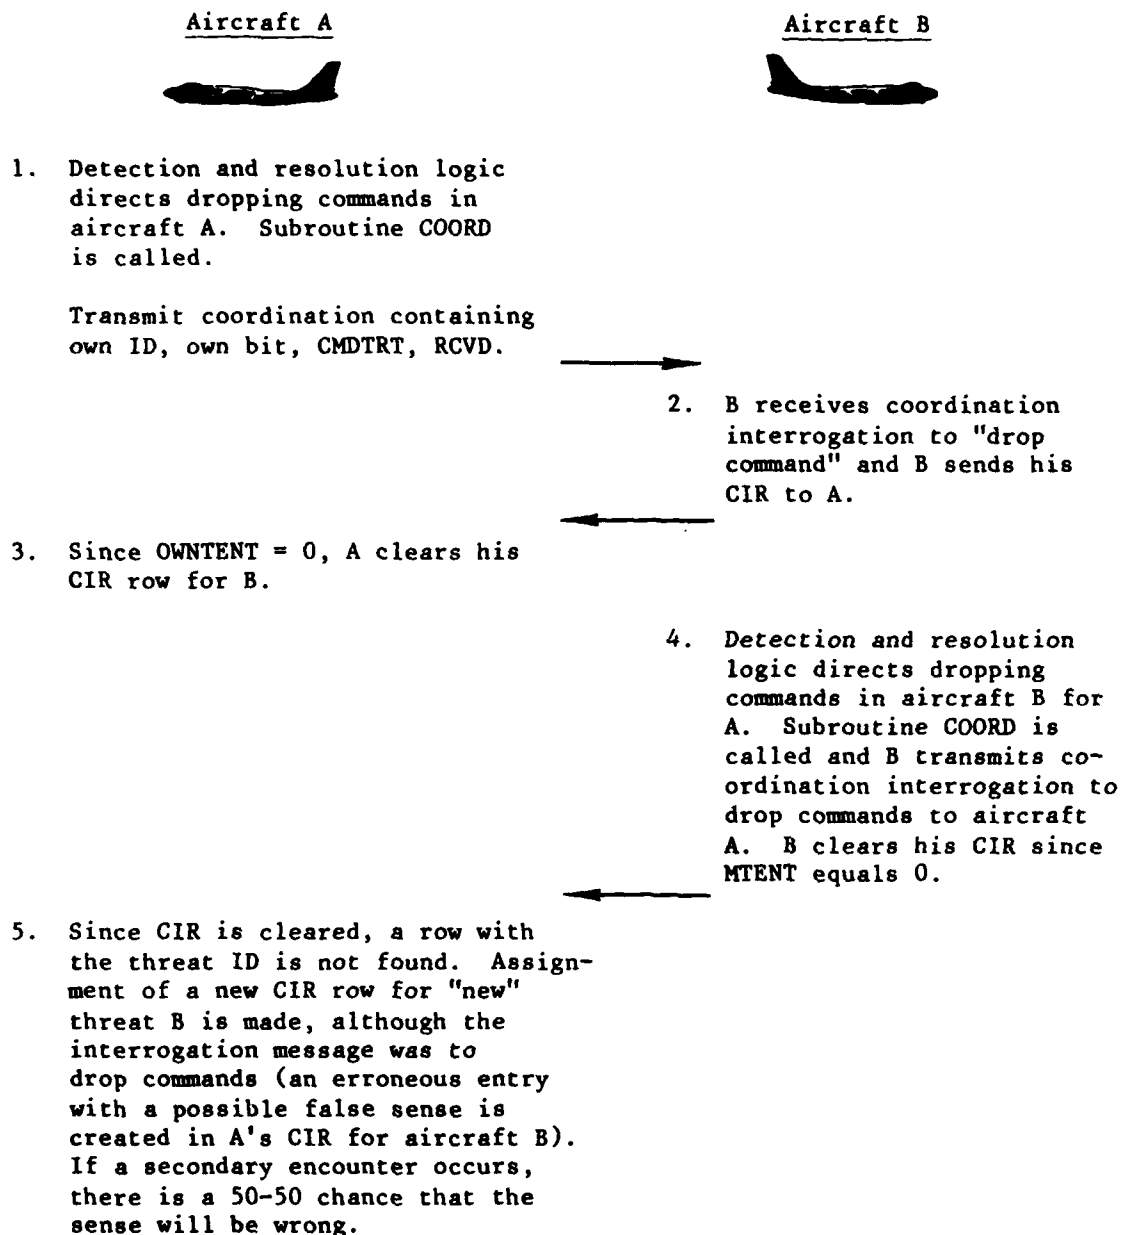 Aircraft A
Aircraft B
1. Detection and resolution logic
directs dropping commands in
aircraft A. Subroutine COORD
is called.
Transmit coordination containing
own ID, own bit, CMDTRT, RCVD.
2. B receives coordination
interrogation to "drop
command" and B sends his
CIR to A.
3. Since OWNTENT = 0, A clears his
CIR row for B.
4. Detection and resolution
logic directs dropping
commands in aircraft B for
A. Subroutine COORD is
called and B transmits co-
ordination interrogation to
drop commands to aircraft
A. B clears his CIR since
MTENT equals 0.
5. Since CIR is cleared, a row with
the threat ID is not found. Assign-
ment of a new CIR row for "new"
threat B is made, although the
interrogation message was to
drop commands (an erroneous entry
with a possible false sense is
created in A's CIR for aircraft B).
If a secondary encounter occurs,
there is a 50-50 chance that the
sense will be wrong.